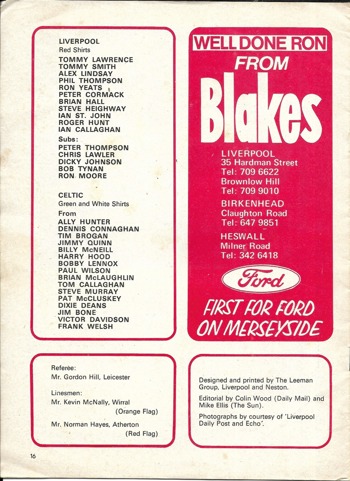 LIVERPOOL
Red Shirts
TOMMY LAWRENCE
TOMMY SMITH
ALEX LINDSAY
PHIL THOMPSON
RON YEATS
PETER CORMACK
BRIAN HALL
STEVE HEIGHWAY
IAN ST. JOHN
ROGER HUNT
IAN CALLAGHAN
Subs:
PETER THOMPSON
CHRIS LAWLER
DICKY JOHNSON
BOB TYNAN
RON MOORE
CELTIC
Green and White Shirts
From
ALLY HUNTER
DENNIS CONNAGHAN
TIM BROGAN
JIMMY QUINN
BILLY McNEILL
HARRY HOOD
BOBBY LENNOX
PAUL WILSON
BRIAN McLAUGHLIN
TOM CALLAGHAN
STEVE MURRAY
PAT McCLUSKEY
DIXIE DEANS
JIM BONE
VICTOR DAVIDSON
FRANK WELSH
WELL DONE RON
FROM
Blakes
LIVERPOOL
35 Hardman Street
Tel: 709 6622
Brownlow Hill
Tel: 709 9010
BIRKENHEAD
Claughton Road
Tel: 647 9851
HESWALL
Milner Road
Tel: 342 6418
Ford
FIRST FOR FORD
ON MERSEYSIDE
Referee:
Mr. Gordon Hill, Leicester
Linesmen:
Mr. Kevin McNally, Wirral
(Orange Flag)
Mr. Norman Hayes, Atherton
(Red Flag)
Designed and printed by The Leeman
Group, Liverpool and Neston.
Editorial by Colin Wood (Daily Mail) and
Mike Ellis (The Sun).
Photographs by courtesy of 'Liverpool
Daily Post and Echo'.
16